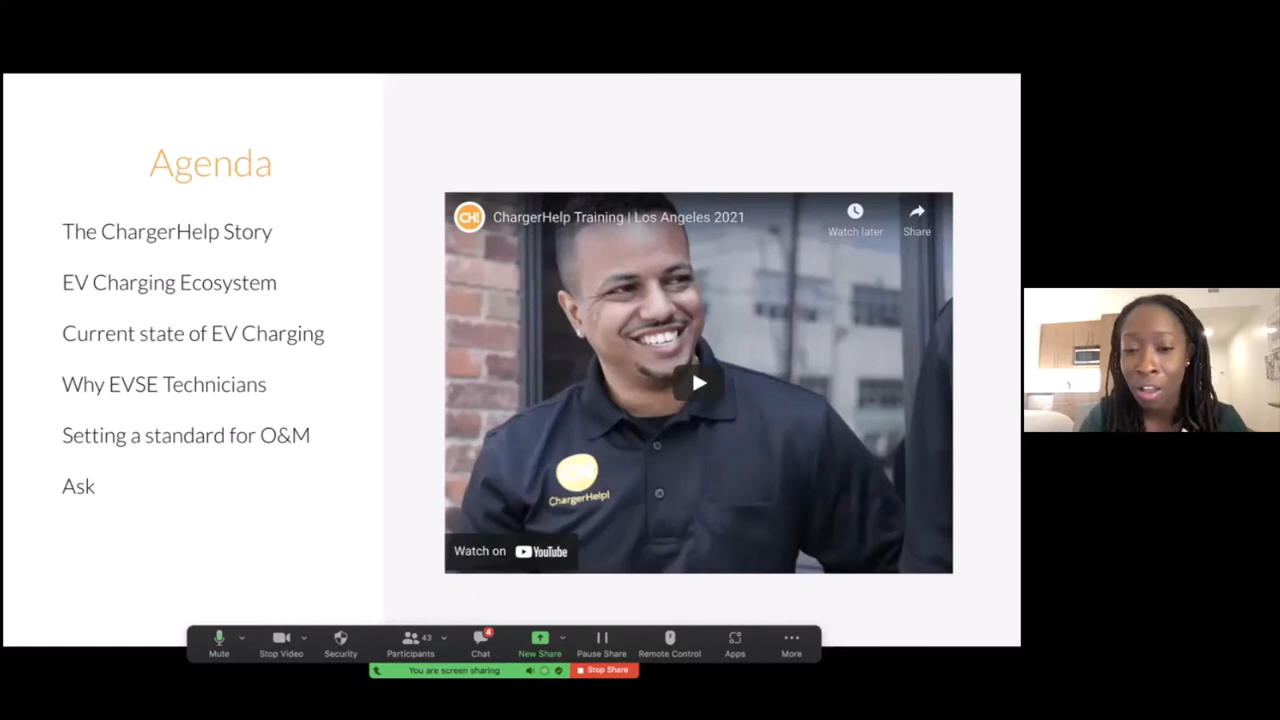 Agenda
The ChargerHelp Story
EV Charging Ecosystem
Current state of EV Charging
Why EVSE Technicians
Setting a standard for O&M
Ask
CH!
ChargerHelp Training | Los Angeles 2021
Watch later
Share
ChargerHelp!
Watch on YouTube
43
4
Mute
Stop Video
Security
Participants
Chat
New Share
Pause Share
Remote Control
Apps
More
You are screen sharing
Stop Share